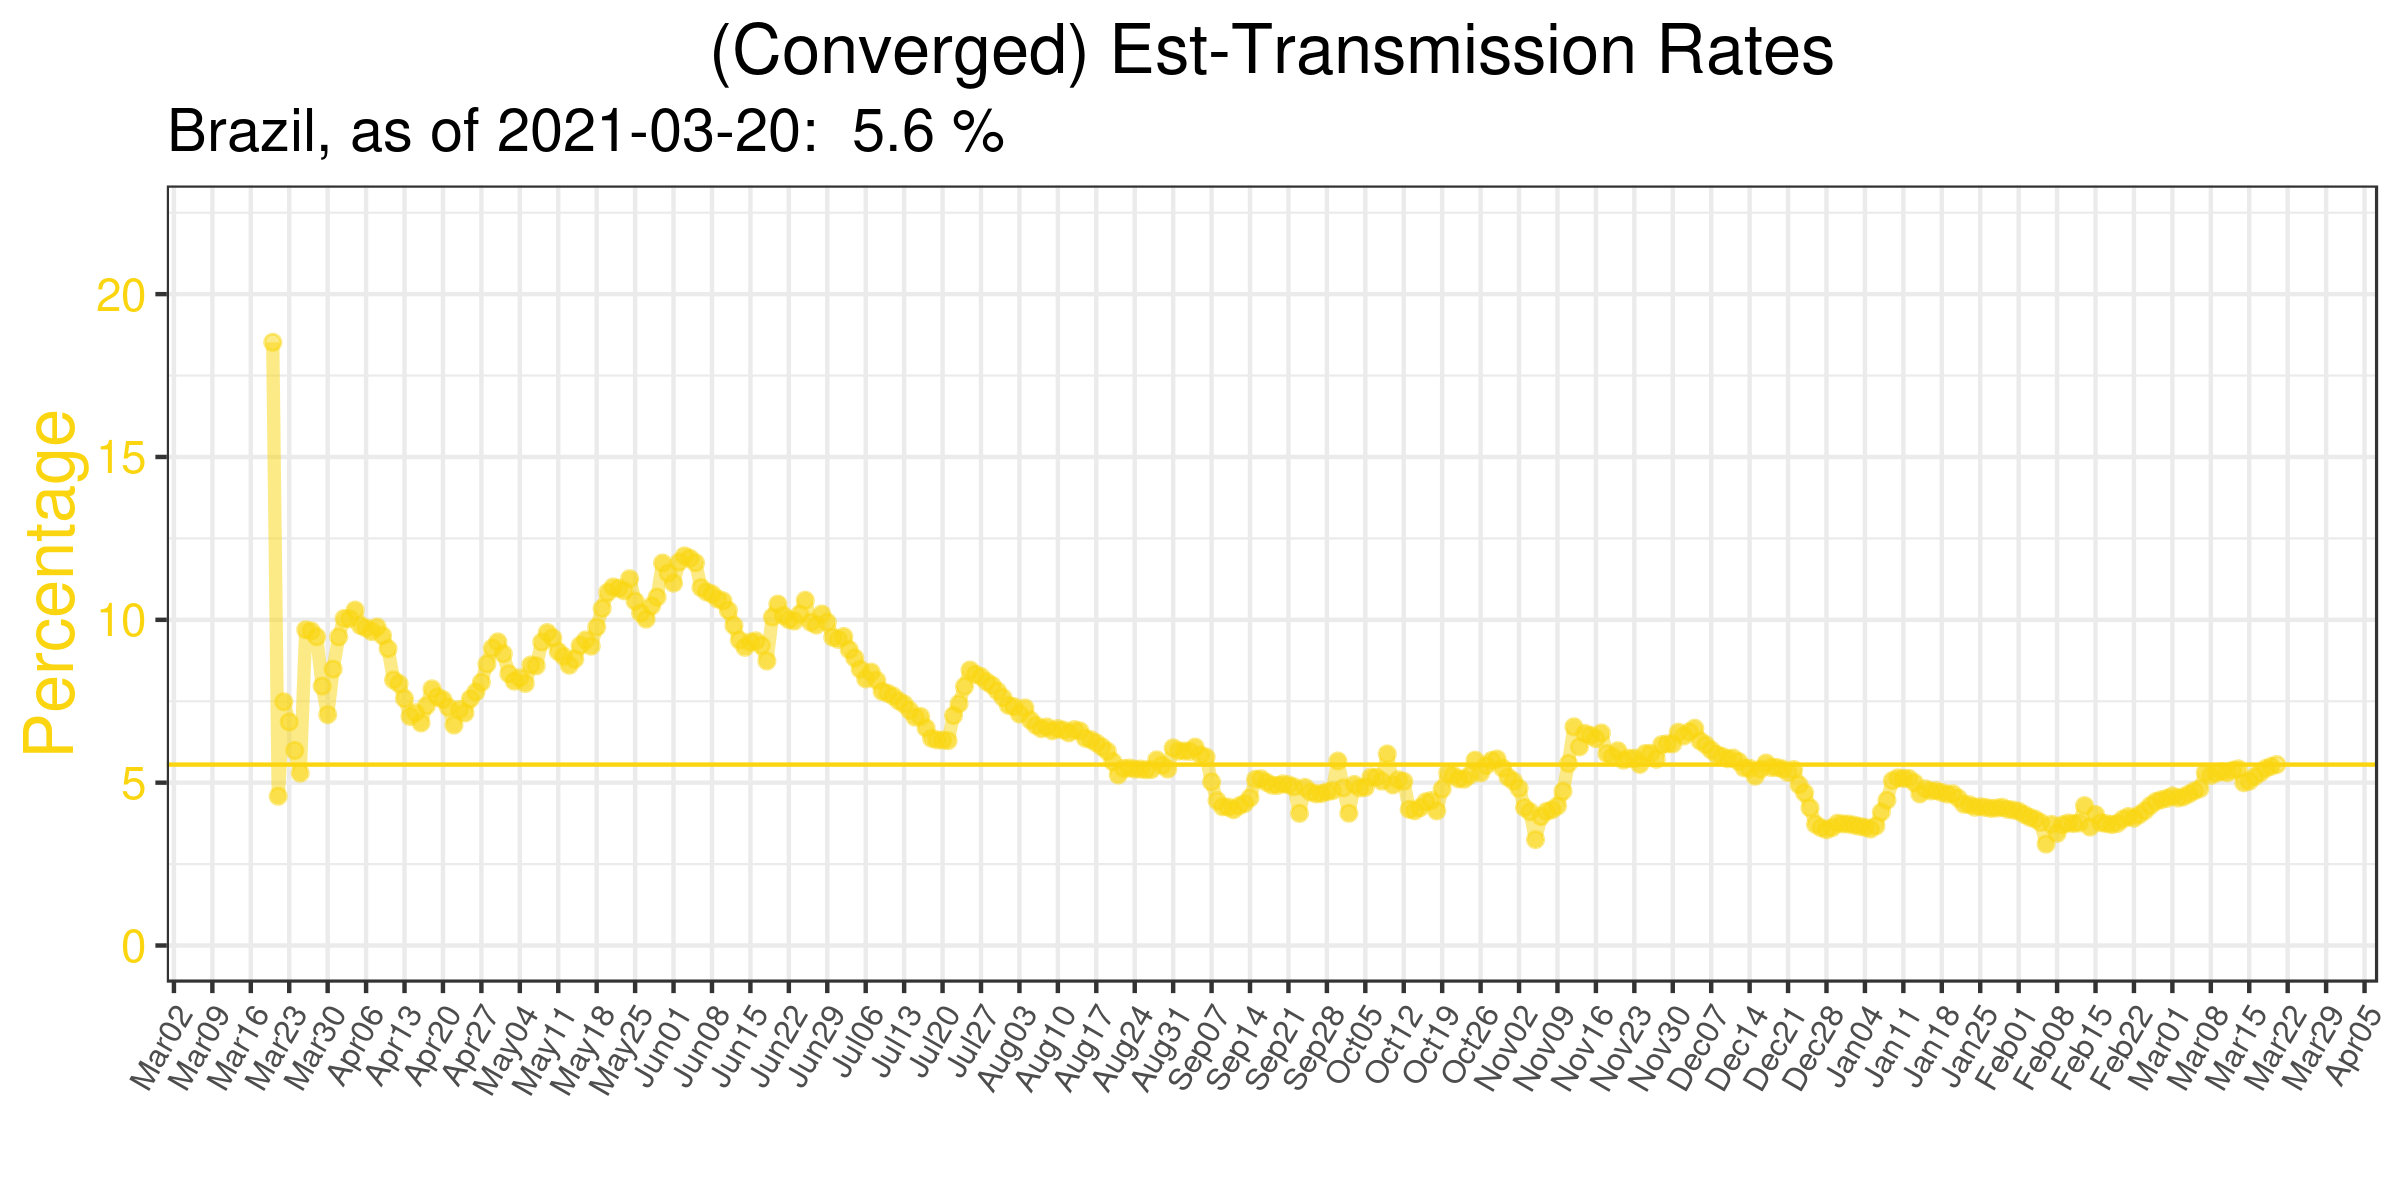 (Converged) Est-Transmission Rates
Brazil, as of 2021-03-20:  5.6 %
Percentage
20
15
10
5
0
Mar02
Mar09
Mar16
Mar23
Mar30
Apr06
Apr13
Apr20
Apr27
May04
May11
May18
May25
Jun01
Jun08
Jun15
Jun22
Jun29
Jul06
Jul13
Jul20
Jul27
Aug03
Aug10
Aug17
Aug24
Aug31
Sep07
Sep14
Sep21
Sep28
Oct05
Oct12
Oct19
Oct26
Nov02
Nov09
Nov16
Nov23
Nov30
Dec07
Dec14
Dec21
Dec28
Jan04
Jan11
Jan18
Jan25
Feb01
Feb08
Feb15
Feb22
Mar01
Mar08
Mar15
Mar22
Mar29
Apr05